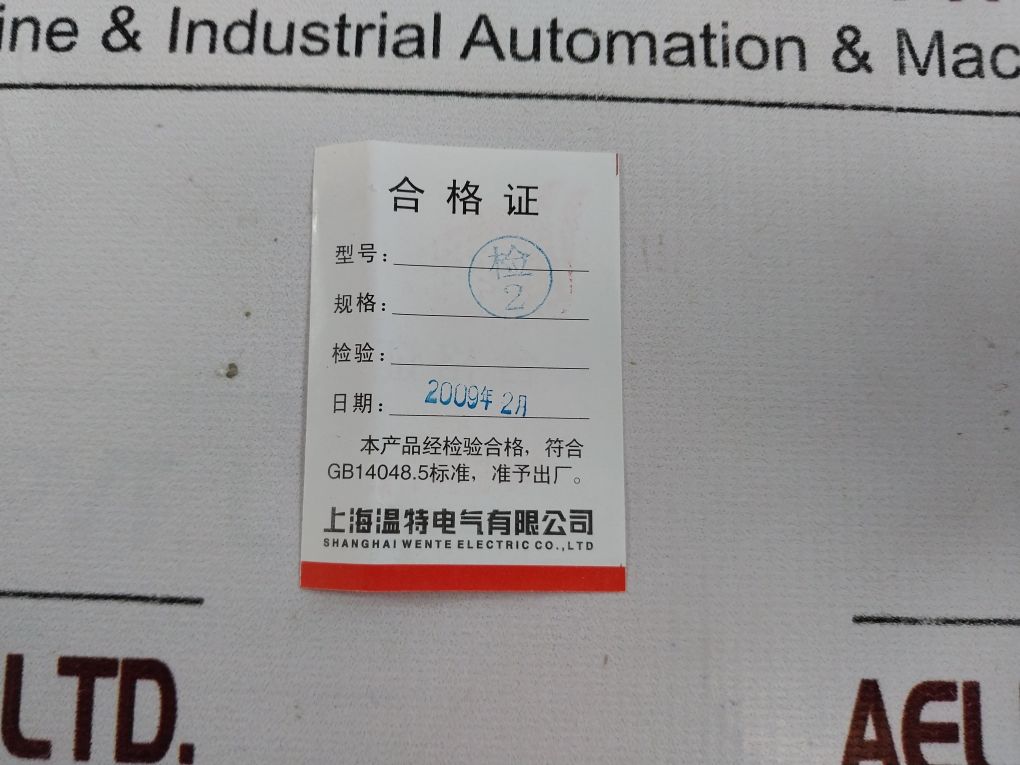 ine & Industrial Automation & Mac
合格证
型号:
检
2
规格:
检验:
日期: 2009年 2月
本产品经检验合格，符合
GB14048.5标准，准予出厂。
上海温特电气有限公司
SHANGHAI WENTE ELECTRIC CO.,LTD
LTD.
AEL